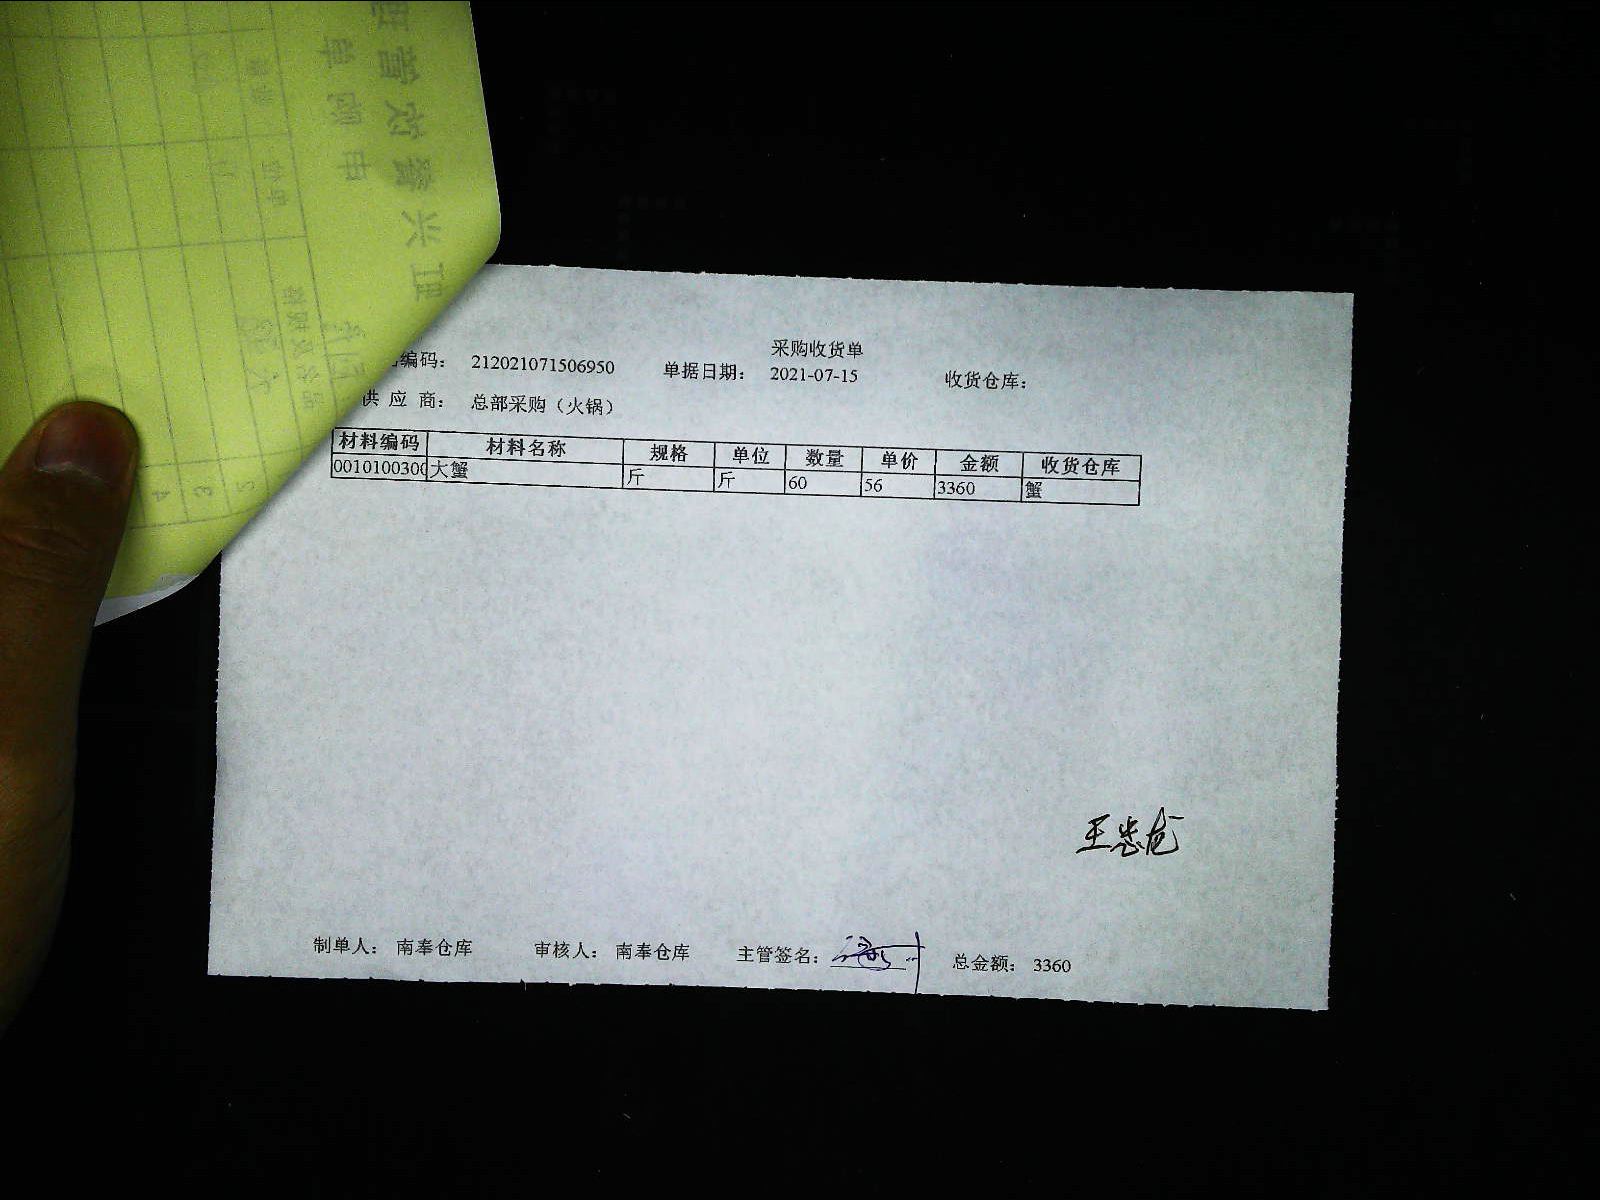 采购收货单
编码： 212021071506950 单据日期： 2021-07-15 收货仓库：
供 应 商： 总部采购（火锅）
材料编码 材料名称 规格 单位 数量 单价 金额 收货仓库
0010100300 大蟹 斤 斤 60 56 3360 蟹
制单人： 南奉仓库 审核人： 南奉仓库 主管签名： 总金额： 3360